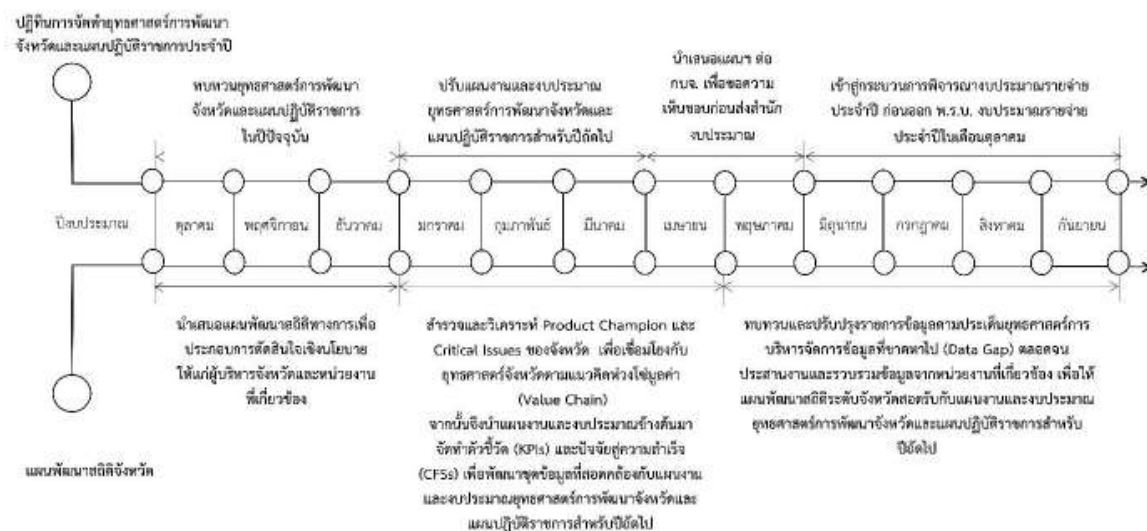 ปฏิทินการจัดทำยุทธศาสตร์การพัฒนา
จังหวัดและแผนปฏิบัติราชการประจำปี
ทบทวนยุทธศาสตร์การพัฒนา
จังหวัดและแผนปฏิบัติราชการ
ในปีปัจจุบัน
ปรับแผนงานและงบประมาณ
ยุทธศาสตร์การพัฒนาจังหวัดและ
แผนปฏิบัติราชการสำหรับปีถัดไป
นำเสนอแผนฯ ต่อ
กบจ. เพื่อขอความ
เห็นชอบก่อนส่งสำนัก
งบประมาณ
เข้าสู่กระบวนการพิจารณางบประมาณรายจ่าย
ประจำปี ก่อนออก พ.ร.บ. งบประมาณรายจ่าย
ประจำปีในเดือนตุลาคม
ปีงบประมาณ ตุลาคม พฤศจิกายน ธันวาคม มกราคม กุมภาพันธ์ มีนาคม เมษายน พฤษภาคม มิถุนายน กรกฎาคม สิงหาคม กันยายน
นำเสนอแผนพัฒนาสถิติทางการเพื่อ
ประกอบการตัดสินใจเชิงนโยบาย
ให้แก่ผู้บริหารจังหวัดและหน่วยงาน
ที่เกี่ยวข้อง
สำรวจและวิเคราะห์ Product Champion และ
Critical Issues ของจังหวัด เพื่อเชื่อมโยงกับ
ยุทธศาสตร์จังหวัดตามแนวคิดห่วงโซ่มูลค่า
(Value Chain)
จากนั้นจึงนำแผนงานและงบประมาณข้างต้นมา
จัดทำตัวชี้วัด (KPIs) และปัจจัยสู่ความสำเร็จ
(CFSs) เพื่อพัฒนาชุดข้อมูลที่สอดคล้องกับแผนงาน
และงบประมาณยุทธศาสตร์การพัฒนาจังหวัดและ
แผนปฏิบัติราชการสำหรับปีถัดไป
ทบทวนและปรับปรุงรายการข้อมูลตามประเด็นยุทธศาสตร์การ
บริหารจัดการข้อมูลที่ขาดหาไป (Data Gap) ตลอดจน
ประสานงานและรวบรวมข้อมูลจากหน่วยงานที่เกี่ยวข้อง เพื่อให้
แผนพัฒนาสถิติระดับจังหวัดสอดรับกับแผนงานและงบประมาณ
ยุทธศาสตร์การพัฒนาจังหวัดและแผนปฏิบัติราชการสำหรับ
ปีถัดไป
แผนพัฒนาสถิติจังหวัด